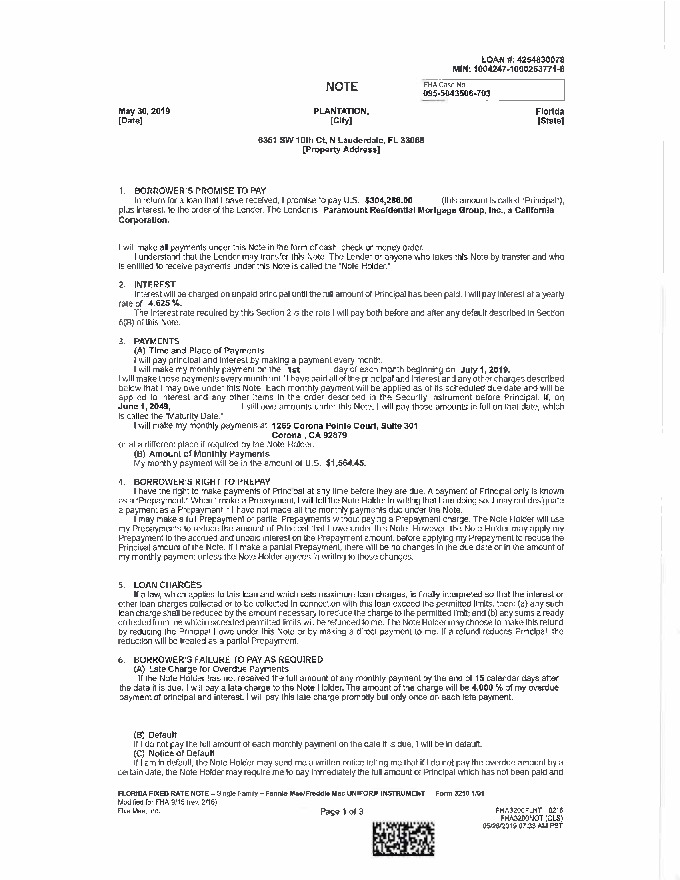 LOAN #: 4254830078
MIN: 1004247-1000253771-8
NOTE
FHA Case No.
095-5043506-703
May 30, 2019 PLANTATION, Florida
[Date] [City] [State]
6351 SW 10th Ct, N Lauderdale, FL 33068
[Property Address]
1. BORROWER'S PROMISE TO PAY
In return for a loan that I have received, I promise to pay U.S. $304,286.00 (this amount is called "Principal"),
plus interest, to the order of the Lender. The Lender is Paramount Residential Mortgage Group, Inc., a California
Corporation.
I will make all payments under this Note in the form of cash, check or money order.
I understand that the Lender may transfer this Note. The Lender or anyone who takes this Note by transfer and who
is entitled to receive payments under this Note is called the "Note Holder."
2. INTEREST
Interest will be charged on unpaid principal until the full amount of Principal has been paid. I will pay interest at a yearly
rate of 4.625 %.
The interest rate required by this Section 2 is the rate I will pay both before and after any default described in Section
6(B) of this Note.
3. PAYMENTS
(A) Time and Place of Payments
I will pay principal and interest by making a payment every month.
I will make my monthly payment on the 1st day of each month beginning on July 1, 2019.
I will make these payments every month until I have paid all of the principal and interest and any other charges described
below that I may owe under this Note. Each monthly payment will be applied as of its scheduled due date and will be
applied to interest and any other items in the order described in the Security Instrument before Principal. If, on
June 1, 2049, I still owe amounts under this Note, I will pay those amounts in full on that date, which
is called the "Maturity Date."
I will make my monthly payments at 1265 Corona Pointe Court, Suite 301
Corona , CA 92879
or at a different place if required by the Note Holder.
(B) Amount of Monthly Payments
My monthly payment will be in the amount of U.S. $1,564.45.
4. BORROWER'S RIGHT TO PREPAY
I have the right to make payments of Principal at any time before they are due. A payment of Principal only is known
as a "Prepayment." When I make a Prepayment, I will tell the Note Holder in writing that I am doing so. I may not designate
a payment as a Prepayment if I have not made all the monthly payments due under the Note.
I may make a full Prepayment or partial Prepayments without paying a Prepayment charge. The Note Holder will use
my Prepayments to reduce the amount of Principal that I owe under this Note. However, the Note Holder may apply my
Prepayment to the accrued and unpaid interest on the Prepayment amount, before applying my Prepayment to reduce the
Principal amount of the Note. If I make a partial Prepayment, there will be no changes in the due date or in the amount of
my monthly payment unless the Note Holder agrees in writing to those changes.
5. LOAN CHARGES
If a law, which applies to this loan and which sets maximum loan charges, is finally interpreted so that the interest or
other loan charges collected or to be collected in connection with this loan exceed the permitted limits, then: (a) any such
loan charge shall be reduced by the amount necessary to reduce the charge to the permitted limit; and (b) any sums already
collected from me which exceeded permitted limits will be refunded to me. The Note Holder may choose to make this refund
by reducing the Principal I owe under this Note or by making a direct payment to me. If a refund reduces Principal, the
reduction will be treated as a partial Prepayment.
6. BORROWER'S FAILURE TO PAY AS REQUIRED
(A) Late Charge for Overdue Payments
If the Note Holder has not received the full amount of any monthly payment by the end of 15 calendar days after
the date it is due, I will pay a late charge to the Note Holder. The amount of the charge will be 4.000 % of my overdue
payment of principal and interest. I will pay this late charge promptly but only once on each late payment.
(B) Default
If I do not pay the full amount of each monthly payment on the date it is due, I will be in default.
(C) Notice of Default
If I am in default, the Note Holder may send me a written notice telling me that if I do not pay the overdue amount by a
certain date, the Note Holder may require me to pay immediately the full amount of Principal which has not been paid and
FLORIDA FIXED RATE NOTE – Single Family – Fannie Mae/Freddie Mac UNIFORM INSTRUMENT Form 3210 1/01
Modified for FHA 9/15 (rev. 2/16)
Ellie Mae, Inc. Page 1 of 3 FHA3200FLNT 0216
FHA3200NOT (CLS)
05/29/2019 07:33 AM PST